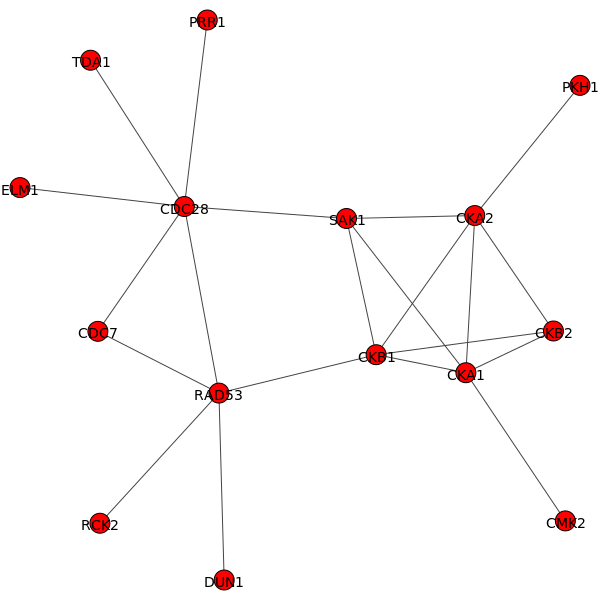 PRR1
TDA1
PKH1
ELM1
CDC28
SAK1
CKA2
CDC7
CKB2
CKB1
CKA1
RAD53
RCK2
CMK2
DUN1